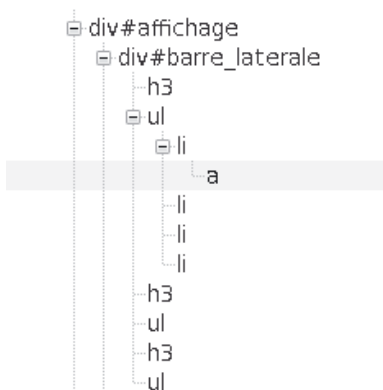 div#affichage
div#barre_laterale
h3
ul
li
a
li
li
li
h3
ul
h3
ul